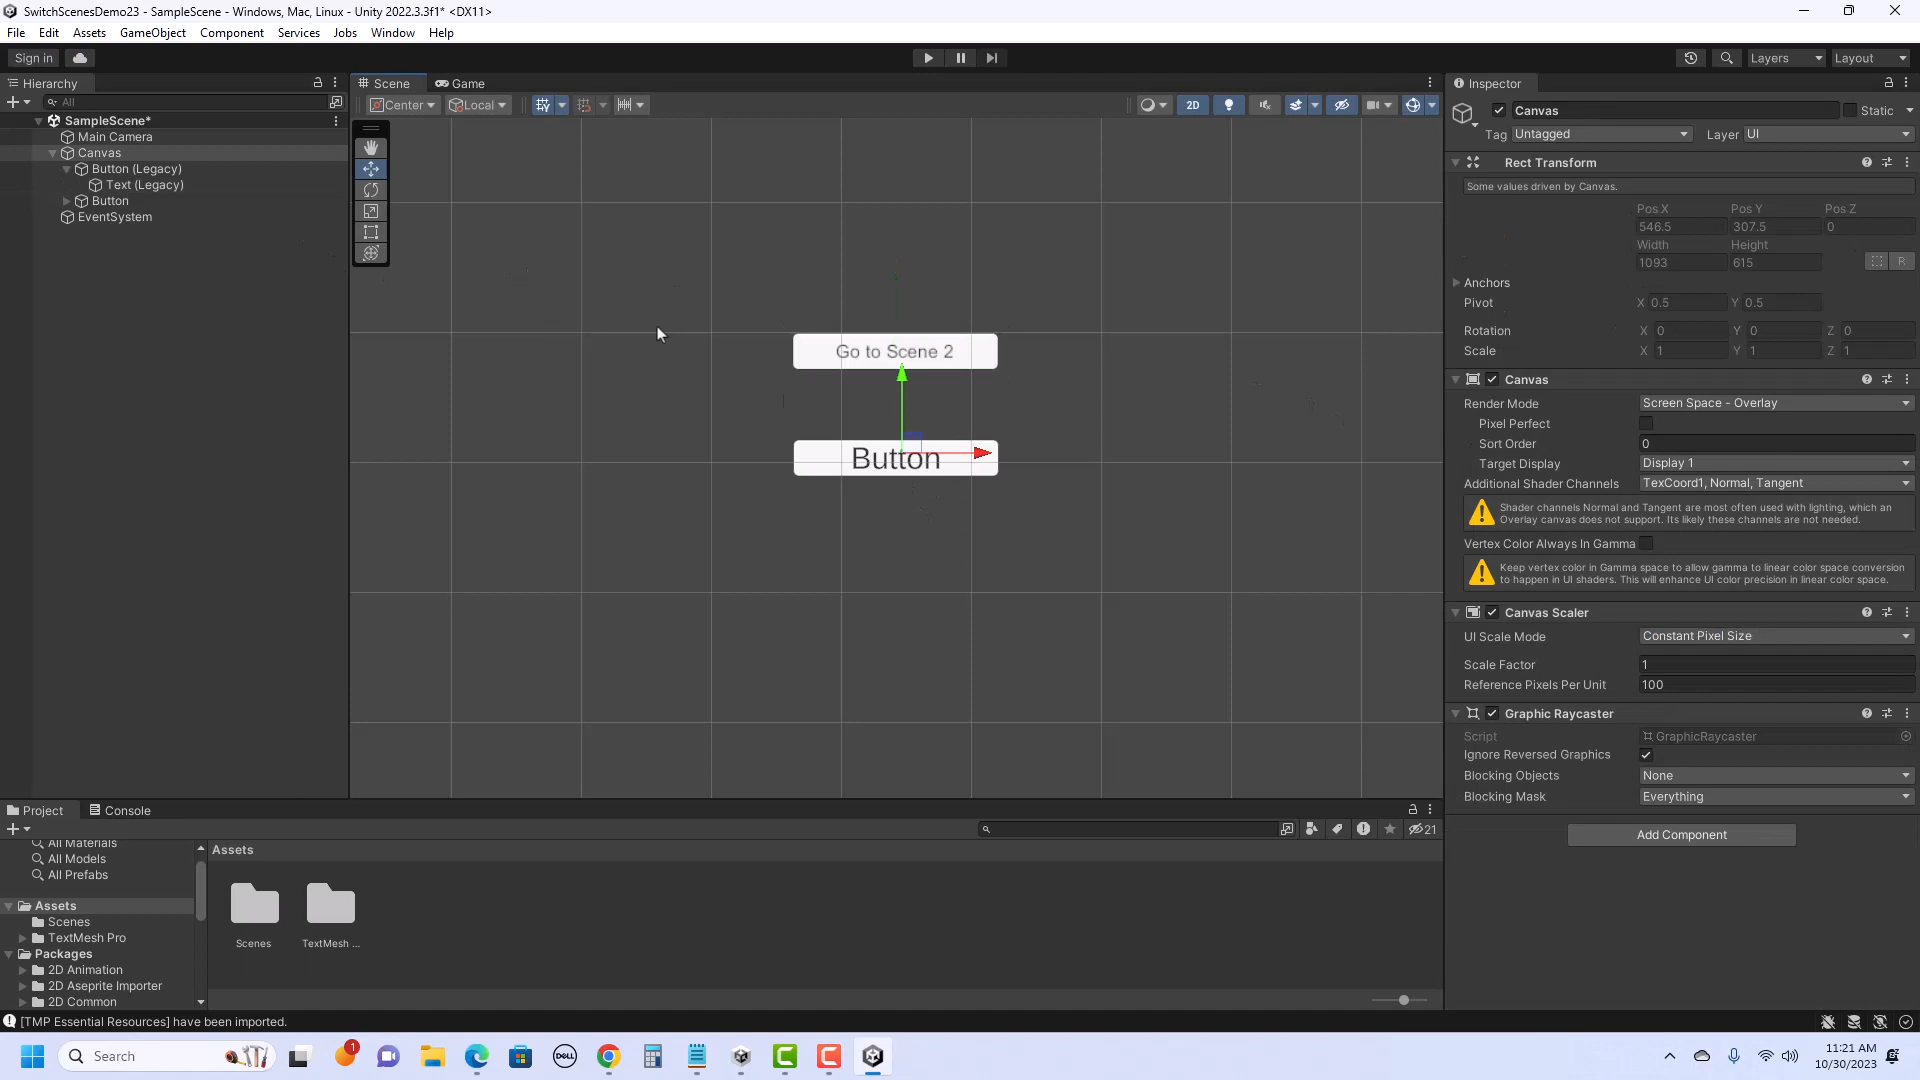 SwitchScenesDemo23 - SampleScene - Windows, Mac, Linux - Unity 2022.3.3f1* <DX11>
File Edit Assets GameObject Component Services Jobs Window Help
Sign in Layers Layout
Hierarchy
All
SampleScene*
Main Camera
Canvas
Button (Legacy)
Text (Legacy)
Button
EventSystem
Scene Game
Center Local 2D
Go to Scene 2
Button
Inspector
Canvas Static
Tag Untagged Layer UI
Rect Transform
Some values driven by Canvas.
Pos X Pos Y Pos Z
546.5 307.5 0
Width Height
1093 615 R
Anchors
Pivot X 0.5 Y 0.5
Rotation X 0 Y 0 Z 0
Scale X 1 Y 1 Z 1
Canvas
Render Mode Screen Space - Overlay
Pixel Perfect
Sort Order 0
Target Display Display 1
Additional Shader Channels TexCoord1, Normal, Tangent
Shader channels Normal and Tangent are most often used with lighting, which an
Overlay canvas does not support. Its likely these channels are not needed.
Vertex Color Always In Gamma
Keep vertex color in Gamma space to allow gamma to linear color space conversion
to happen in UI shaders. This will enhance UI color precision in linear color space.
Canvas Scaler
UI Scale Mode Constant Pixel Size
Scale Factor 1
Reference Pixels Per Unit 100
Graphic Raycaster
Script GraphicRaycaster
Ignore Reversed Graphics
Blocking Objects None
Blocking Mask Everything
Add Component
Project Console
21
All Materials
All Models
All Prefabs
Assets
Scenes
TextMesh Pro
Packages
2D Animation
2D Aseprite Importer
2D Common
Assets
Scenes TextMesh ...
[TMP Essential Resources] have been imported.
Search
1
DELL
11:21 AM
10/30/2023